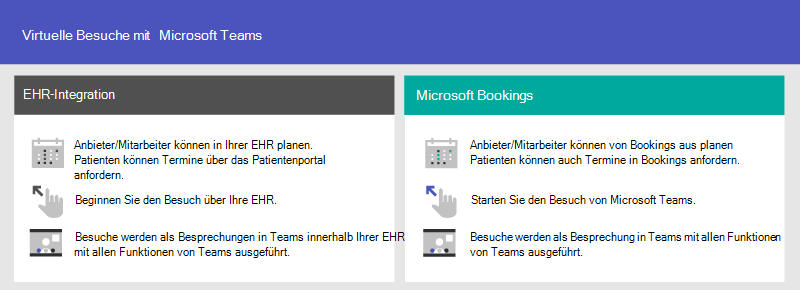 Virtuelle Besuche mit Microsoft Teams
EHR-Integration
Anbieter/Mitarbeiter können in Ihrer EHR planen.
Patienten können Termine über das Patientenportal
anfordern.
Beginnen Sie den Besuch über Ihre EHR.
Besuche werden als Besprechungen in Teams innerhalb Ihrer EHR
mit allen Funktionen von Teams ausgeführt.
Microsoft Bookings
Anbieter/Mitarbeiter können von Bookings aus planen
Patienten können auch Termine in Bookings anfordern.
Starten Sie den Besuch von Microsoft Teams.
Besuche werden als Besprechung in Teams mit allen Funktionen
von Teams ausgeführt.